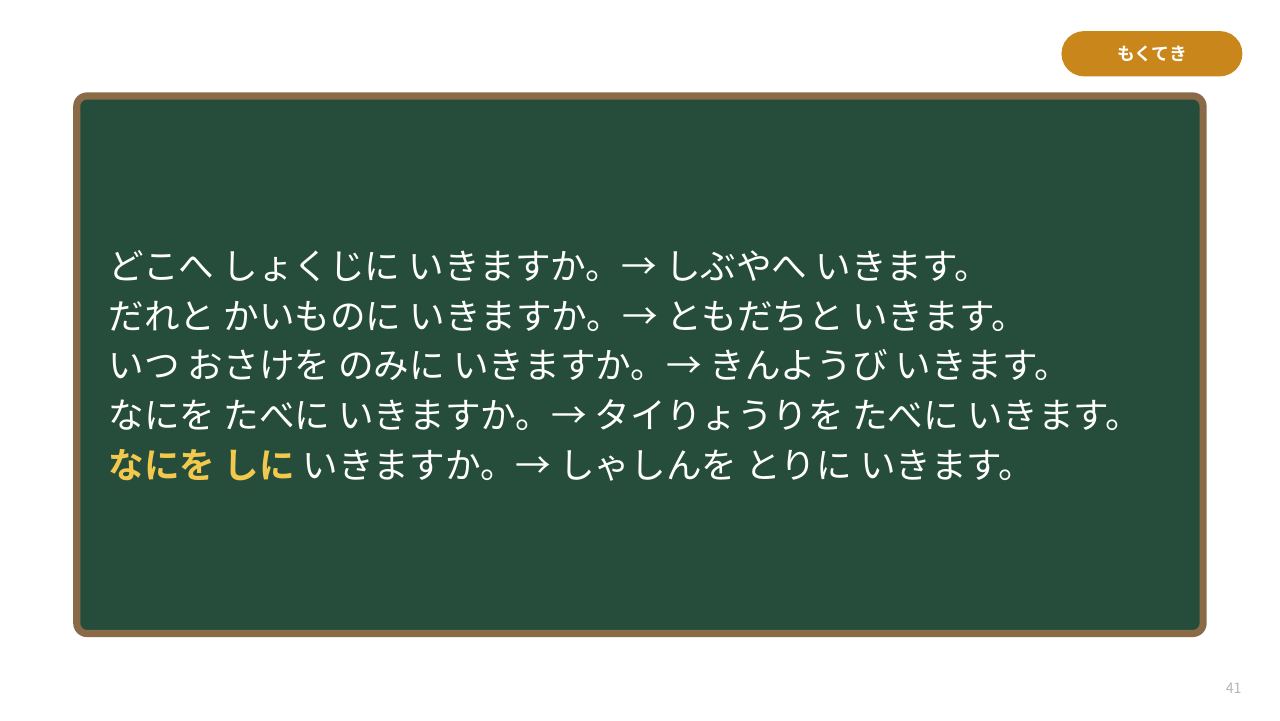 もくてき
どこへ しょくじに いきますか。→ しぶやへ いきます。
だれと かいものに いきますか。→ ともだちと いきます。
いつ おさけを のみに いきますか。→ きんようび いきます。
なにを たべに いきますか。→ タイりょうりを たべに いきます。
なにを しに いきますか。→ しゃしんを とりに いきます。
41